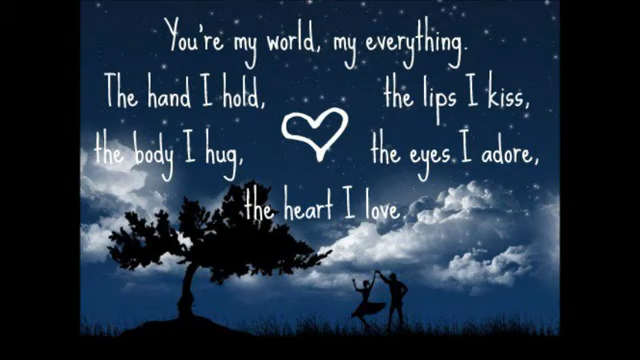 You're my world, my everything.
The hand I hold, the lips I kiss,
the body I hug, the eyes I adore,
the heart I love.